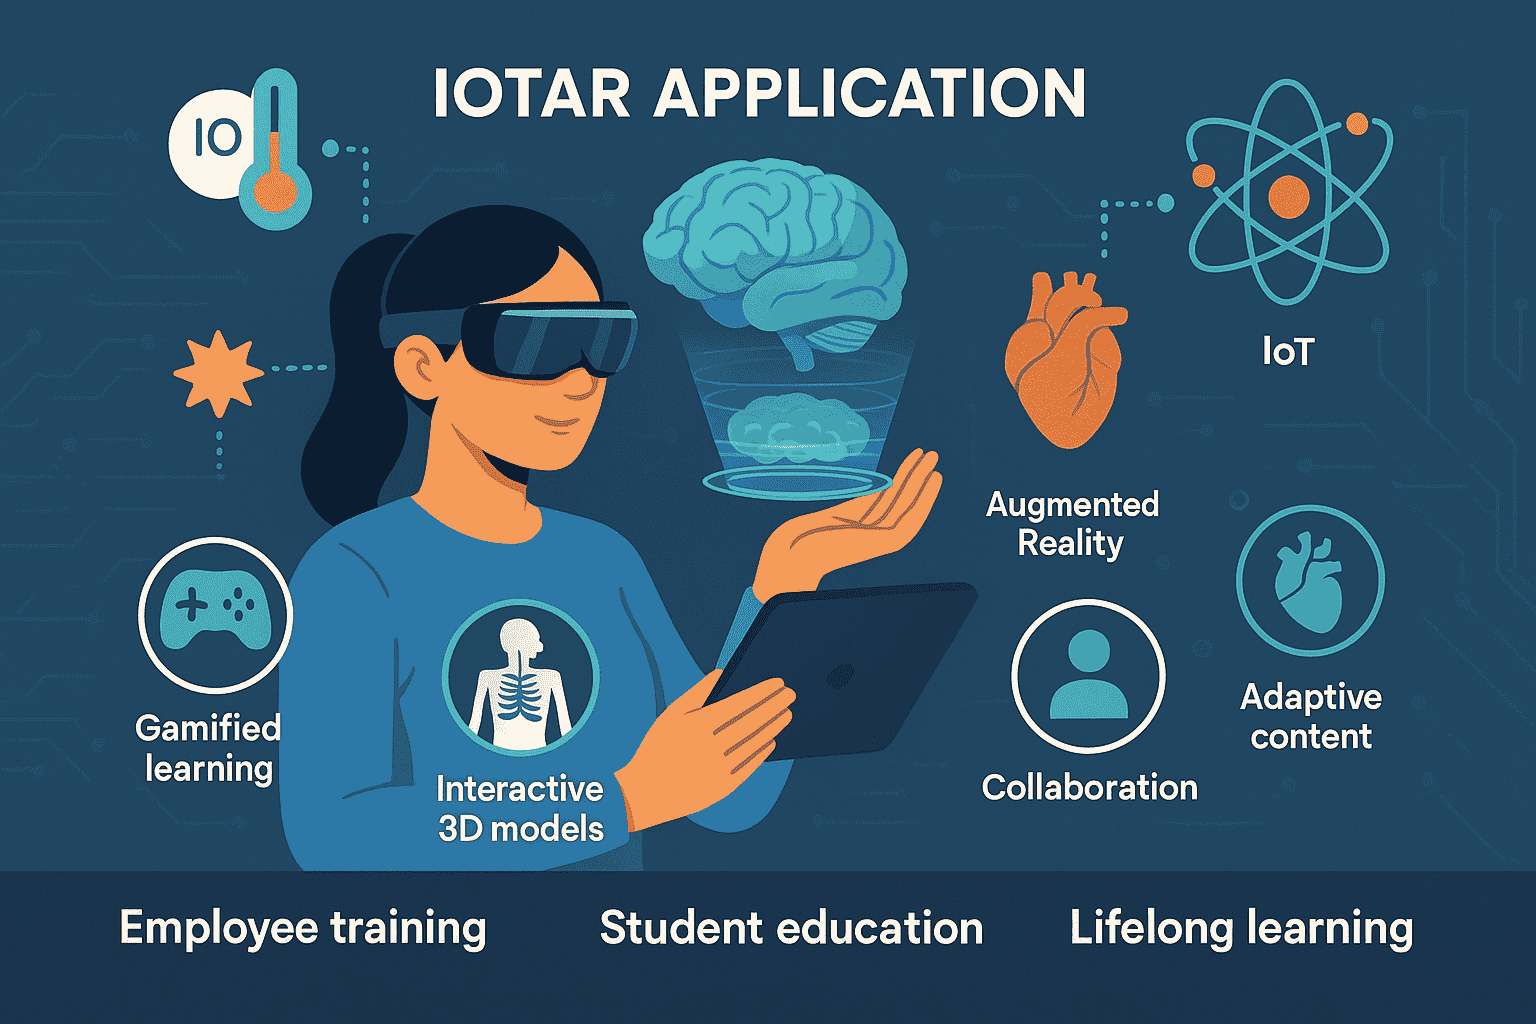 IOTAR APPLICATION
IO
IoT
Augmented
Reality
Gamified
learning
Interactive
3D models
Collaboration
Adaptive
content
Employee training
Student education
Lifelong learning